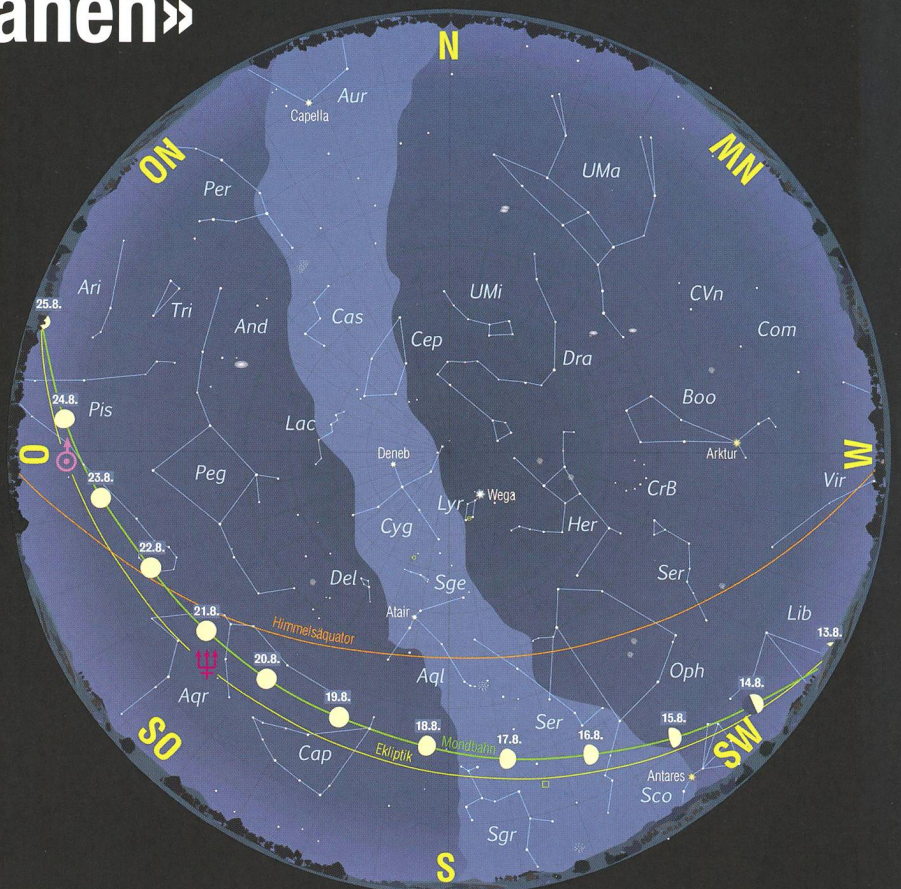 anen»
N
NO
NW
Aur
Capella
UMa
Per
Ari
25.8.
Tri
And
Cas
UMi
CVn
Cep
Com
Dra
24.8.
Pis
Boo
Lac
Arktur
O
W
Deneb
Peg
23.8.
Vir
CrB
Lyr
Wega
Cyg
Her
22.8.
Del
Sge
Ser
21.8.
Atair
Himmelsäquator
Lib
13.8.
20.8.
Aql
Oph
Aqr
14.8.
19.8.
18.8.
17.8.
Ser
16.8.
15.8.
SO
SW
Cap
Ekliptik
Mondbahn
Antares
Sco
Sgr
S